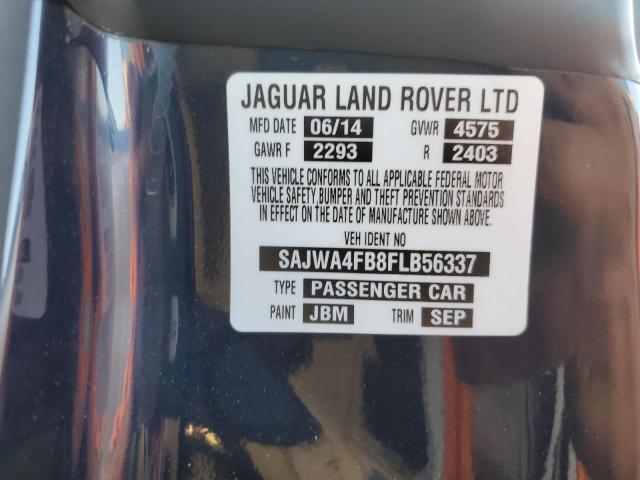 JAGUAR LAND ROVER LTD
MFD DATE 06/14 GVWR 4575
GAWR F 2293 R 2403
THIS VEHICLE CONFORMS TO ALL APPLICABLE FEDERAL MOTOR
VEHICLE SAFETY,BUMPER AND THEFT PREVENTION STANDARDS
IN EFFECT ON THE DATE OF MANUFACTURE SHOWN ABOVE.
VEH IDENT NO
SAJWA4FB8FLB56337
TYPE PASSENGER CAR
PAINT JBM TRIM SEP